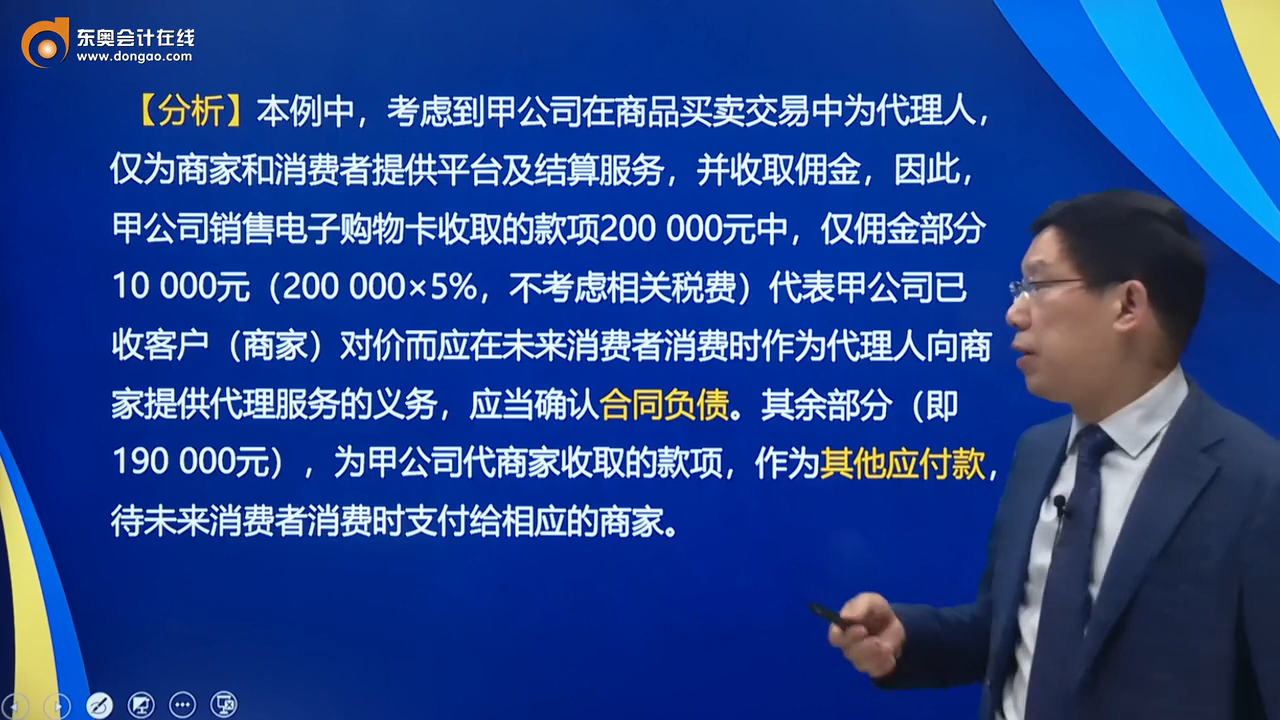 东奥会计在线
www.dongao.com
【分析】本例中，考虑到甲公司在商品买卖交易中为代理人，
仅为商家和消费者提供平台及结算服务，并收取佣金，因此，
甲公司销售电子购物卡收取的款项200 000元中，仅佣金部分
10 000元（200 000×5%，不考虑相关税费）代表甲公司已
收客户（商家）对价而应在未来消费者消费时作为代理人向商
家提供代理服务的义务，应当确认合同负债。其余部分（即
190 000元），为甲公司代商家收取的款项，作为其他应付款，
待未来消费者消费时支付给相应的商家。